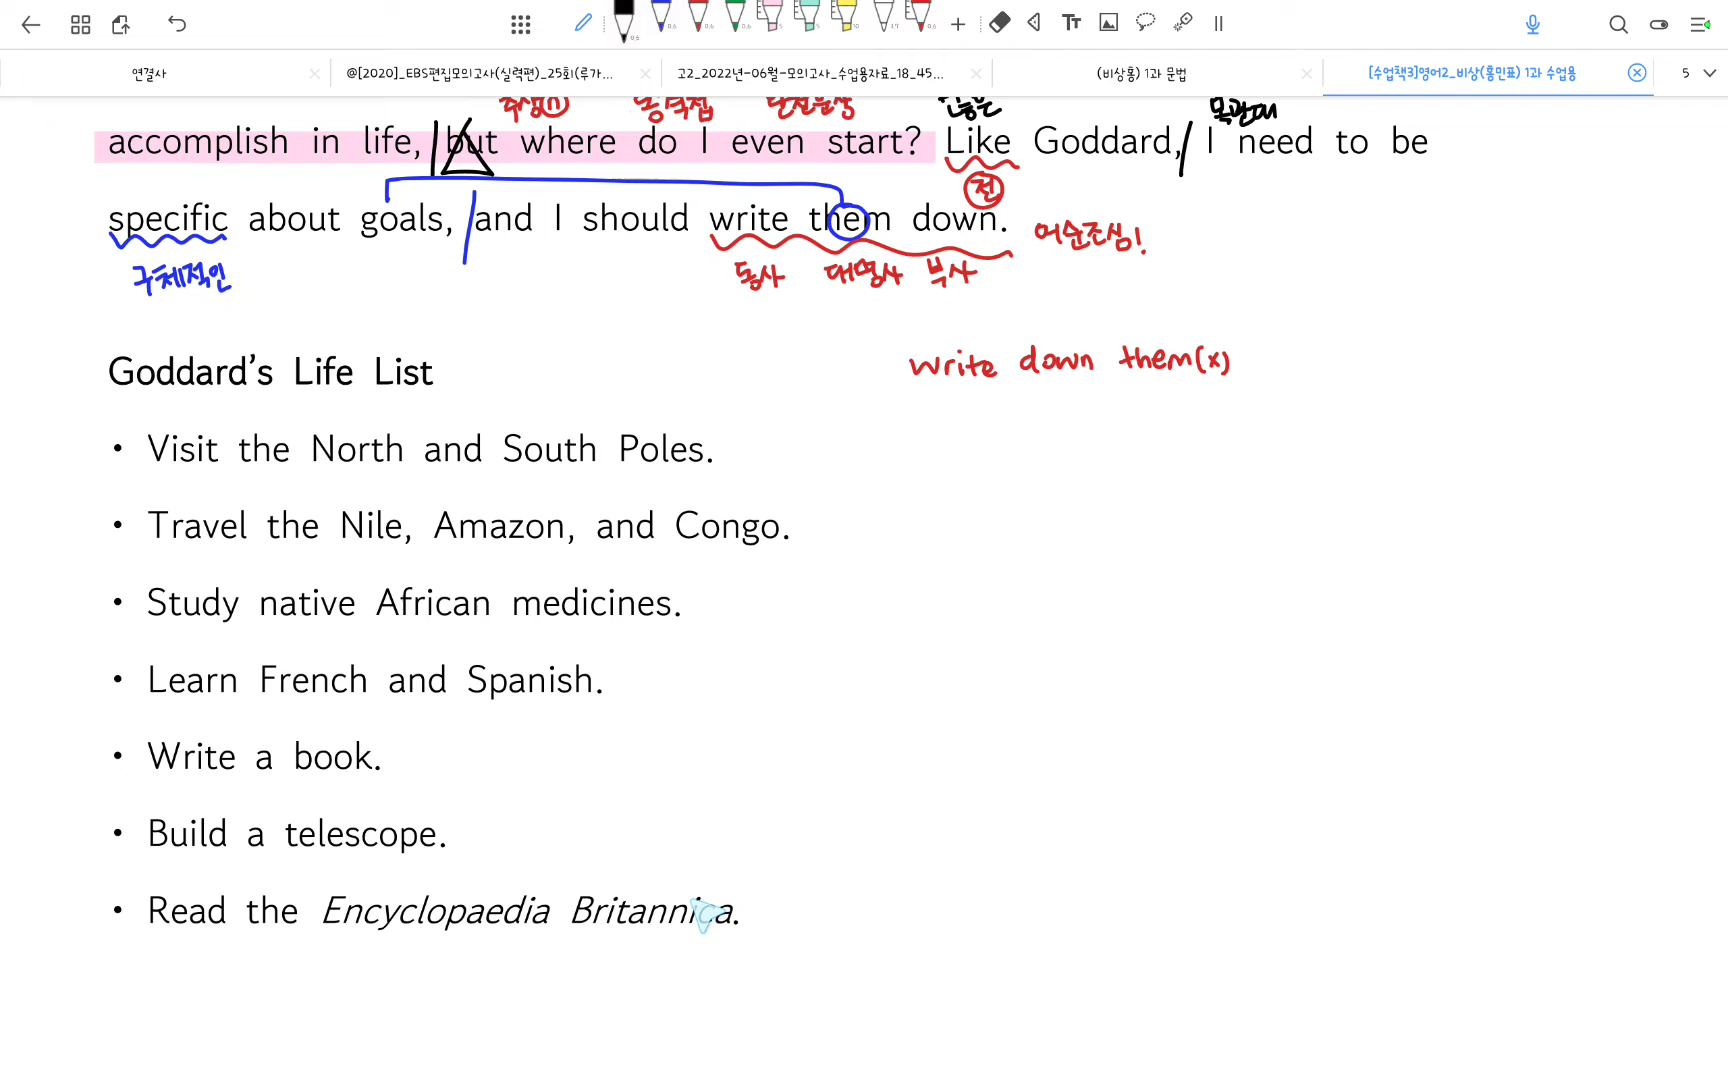 연결사
@[2020]_EBS편집모의고사(실력편)_25회(루가...
고2_2022년-06월-모의고사_수업용자료_18_45...
(비상홍) 1과 문법
[수업책3]영어2_비상(홍민표) 1과 수업용
5
accomplish in life, but where do I even start? Like Goddard, I need to be
전
specific about goals, and I should write them down.
어순조심!
구체적인
동사 대명사 부사
Goddard's Life List
write down them(x)
• Visit the North and South Poles.
• Travel the Nile, Amazon, and Congo.
• Study native African medicines.
• Learn French and Spanish.
• Write a book.
• Build a telescope.
• Read the Encyclopaedia Britannica.